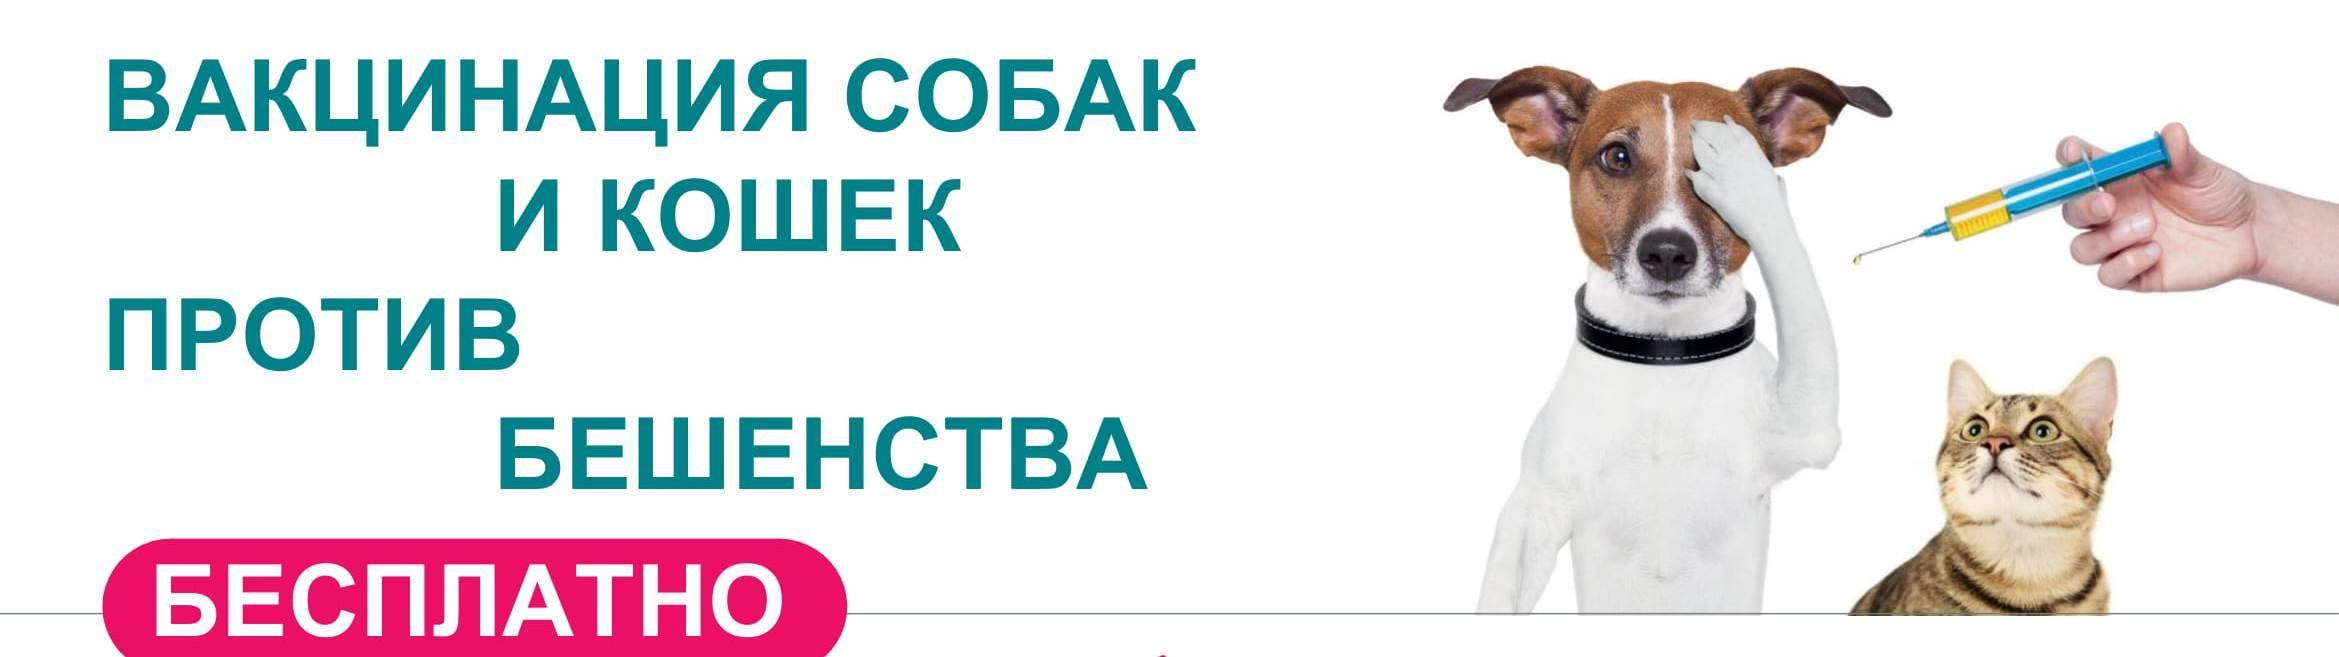 ВАКЦИНАЦИЯ СОБАК
И КОШЕК
ПРОТИВ
БЕШЕНСТВА
БЕСПЛАТНО